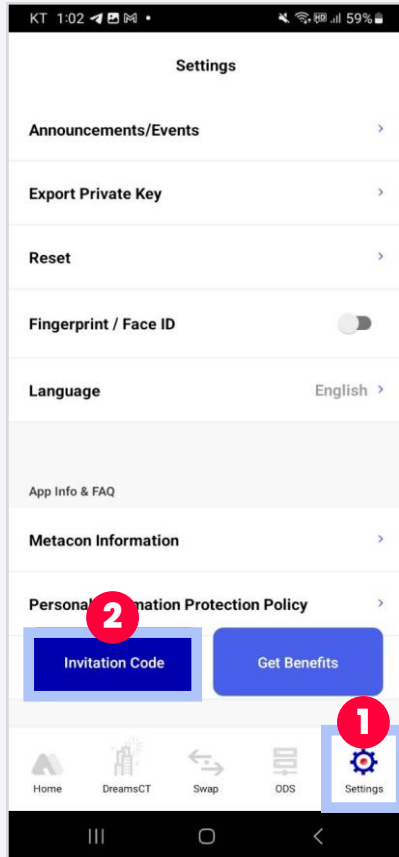 KT 1:02 59%
Settings
Announcements/Events
Export Private Key
Reset
Fingerprint / Face ID
Language English
App Info & FAQ
Metacon Information
Personal mation Protection Policy
2
Invitation Code Get Benefits
1
Home DreamsCT Swap ODS Settings